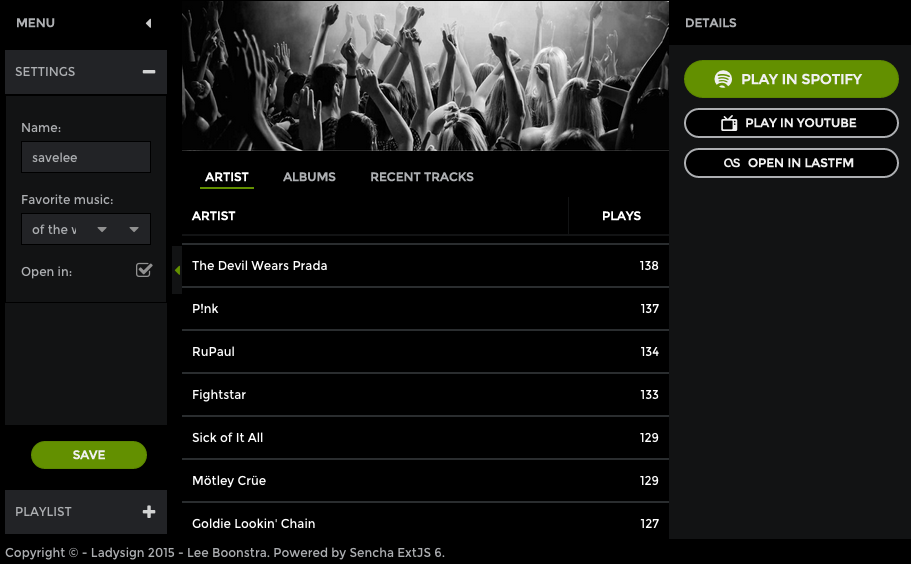 MENU
SETTINGS
Name:
savelee
Favorite music:
of the
Open in:
SAVE
PLAYLIST
ARTIST ALBUMS RECENT TRACKS
ARTIST PLAYS
The Devil Wears Prada 138
P!nk 137
RuPaul 134
Fightstar 133
Sick of It All 129
Mötley Crüe 129
Goldie Lookin' Chain 127
DETAILS
PLAY IN SPOTIFY
PLAY IN YOUTUBE
OPEN IN LASTFM
Copyright © - Ladysign 2015 - Lee Boonstra. Powered by Sencha ExtJS 6.